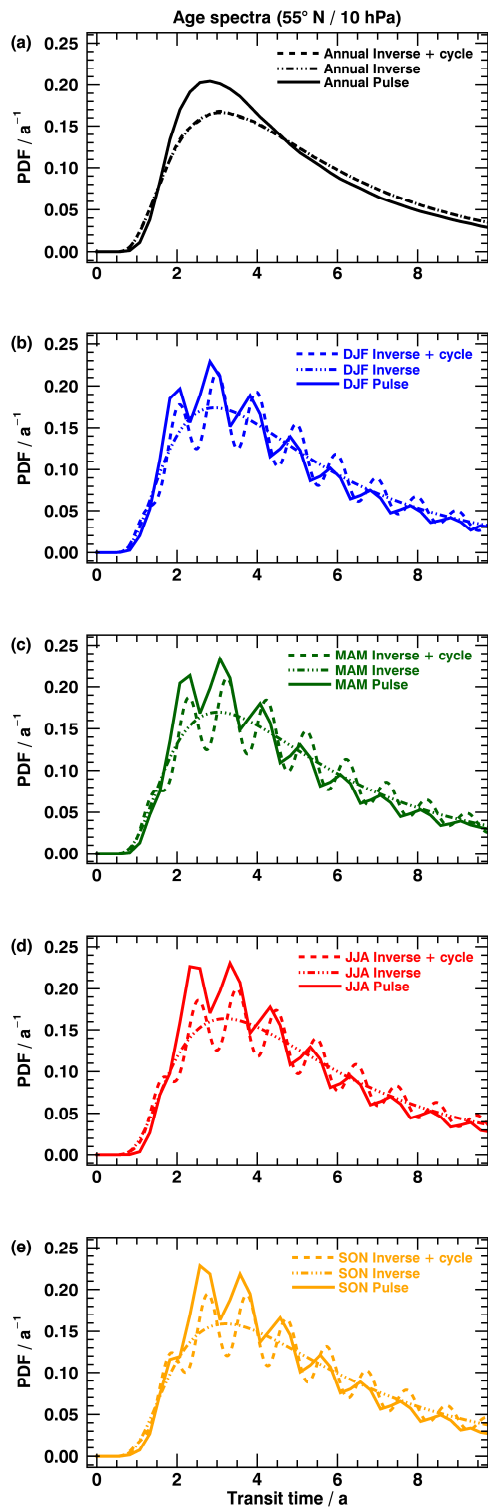 Age spectra (55° N / 10 hPa)
(a)
Annual Inverse + cycle
Annual Inverse
Annual Pulse
PDF / a⁻¹
0.25
0.20
0.15
0.10
0.05
0.00
0 2 4 6 8
(b)
DJF Inverse + cycle
DJF Inverse
DJF Pulse
PDF / a⁻¹
0.25
0.20
0.15
0.10
0.05
0.00
0 2 4 6 8
(c)
MAM Inverse + cycle
MAM Inverse
MAM Pulse
PDF / a⁻¹
0.25
0.20
0.15
0.10
0.05
0.00
0 2 4 6 8
(d)
JJA Inverse + cycle
JJA Inverse
JJA Pulse
PDF / a⁻¹
0.25
0.20
0.15
0.10
0.05
0.00
0 2 4 6 8
(e)
SON Inverse + cycle
SON Inverse
SON Pulse
PDF / a⁻¹
0.25
0.20
0.15
0.10
0.05
0.00
0 2 4 6 8
Transit time / a